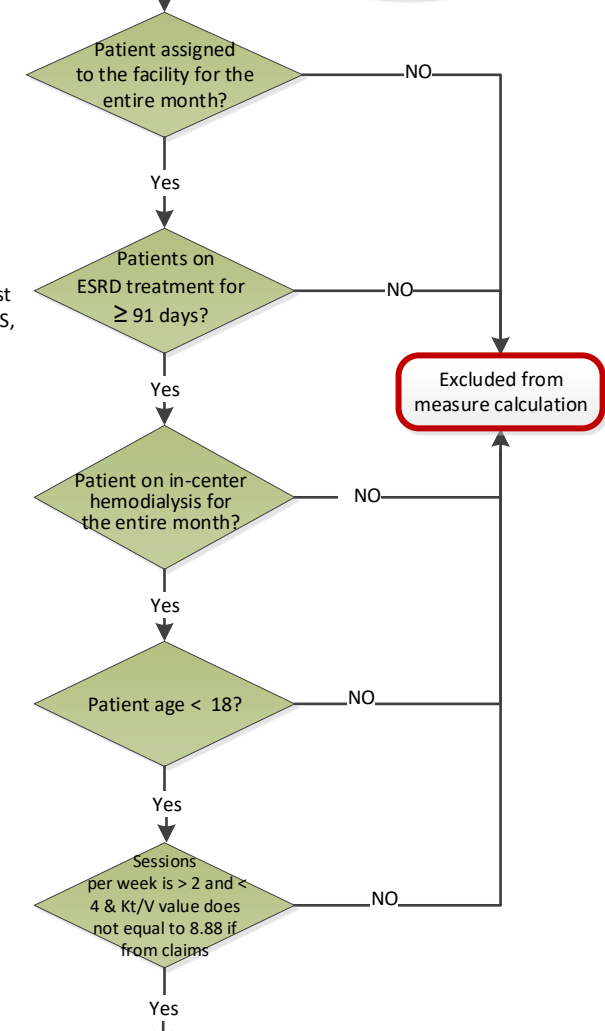 Patient assigned
to the facility for the
entire month?
NO
Yes
Patients on
ESRD treatment for
≥ 91 days?
NO
st
S,
Yes
Excluded from
measure calculation
Patient on in-center
hemodialysis for
the entire month?
NO
Yes
Patient age < 18?
NO
Yes
Sessions
per week is > 2 and <
4 & Kt/V value does
not equal to 8.88 if
from claims
NO
Yes